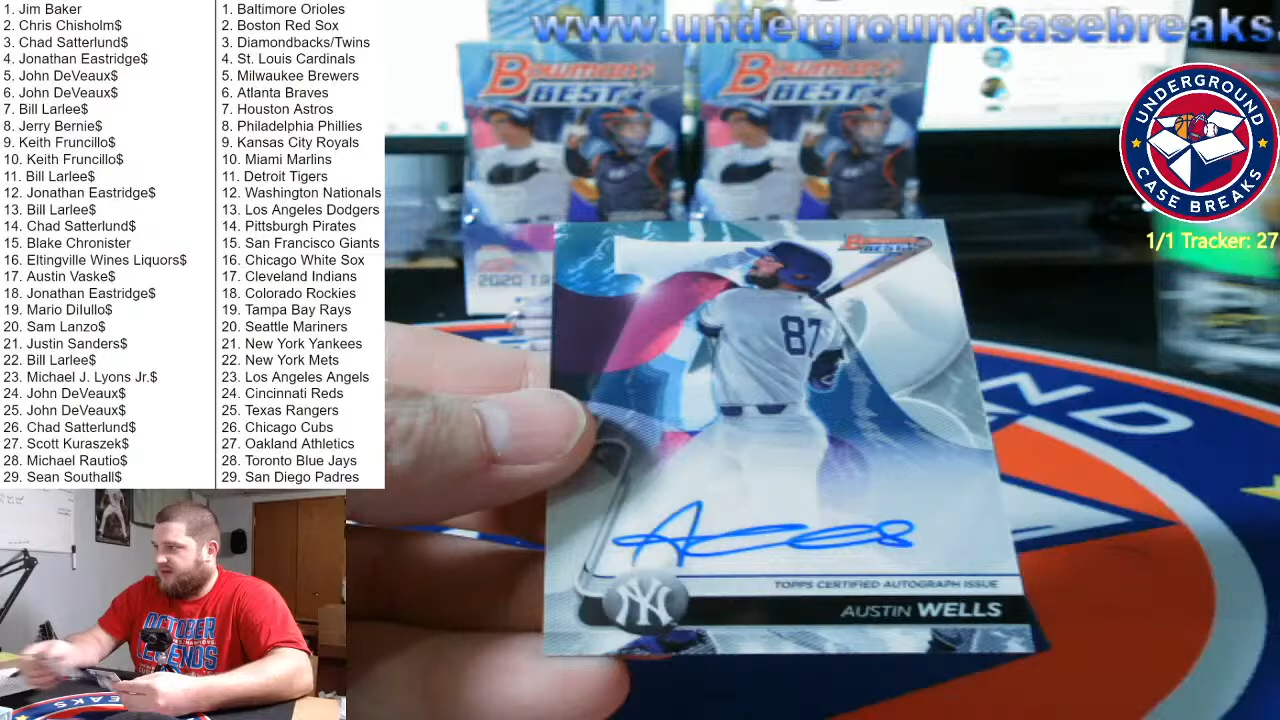 1. Jim Baker
2. Chris Chisholm$
3. Chad Satterlund$
4. Jonathan Eastridge$
5. John DeVeaux$
6. John DeVeaux$
7. Bill Larlee$
8. Jerry Bernie$
9. Keith Fruncillo$
10. Keith Fruncillo$
11. Bill Larlee$
12. Jonathan Eastridge$
13. Bill Larlee$
14. Chad Satterlund$
15. Blake Chronister
16. Eltingville Wines Liquors$
17. Austin Vaske$
18. Jonathan Eastridge$
19. Mario Dilullo$
20. Sam Lanzo$
21. Justin Sanders$
22. Bill Larlee$
23. Michael J. Lyons Jr.$
24. John DeVeaux$
25. John DeVeaux$
26. Chad Satterlund$
27. Scott Kuraszek$
28. Michael Rautio$
29. Sean Southall$
1. Baltimore Orioles
2. Boston Red Sox
3. Diamondbacks/Twins
4. St. Louis Cardinals
5. Milwaukee Brewers
6. Atlanta Braves
7. Houston Astros
8. Philadelphia Phillies
9. Kansas City Royals
10. Miami Marlins
11. Detroit Tigers
12. Washington Nationals
13. Los Angeles Dodgers
14. Pittsburgh Pirates
15. San Francisco Giants
16. Chicago White Sox
17. Cleveland Indians
18. Colorado Rockies
19. Tampa Bay Rays
20. Seattle Mariners
21. New York Yankees
22. New York Mets
23. Los Angeles Angels
24. Cincinnati Reds
25. Texas Rangers
26. Chicago Cubs
27. Oakland Athletics
28. Toronto Blue Jays
29. San Diego Padres
www.undergroundcasebreaks.
BOWMAN'S BEST
BOWMAN'S BEST
UNDERGROUND
CASE BREAKS
1/1 Tracker: 27
2020
BOWMAN'S BEST
87
TOPPS CERTIFIED AUTOGRAPH ISSUE
NY
AUSTIN WELLS
ND
OCTOBER
LEGENDS